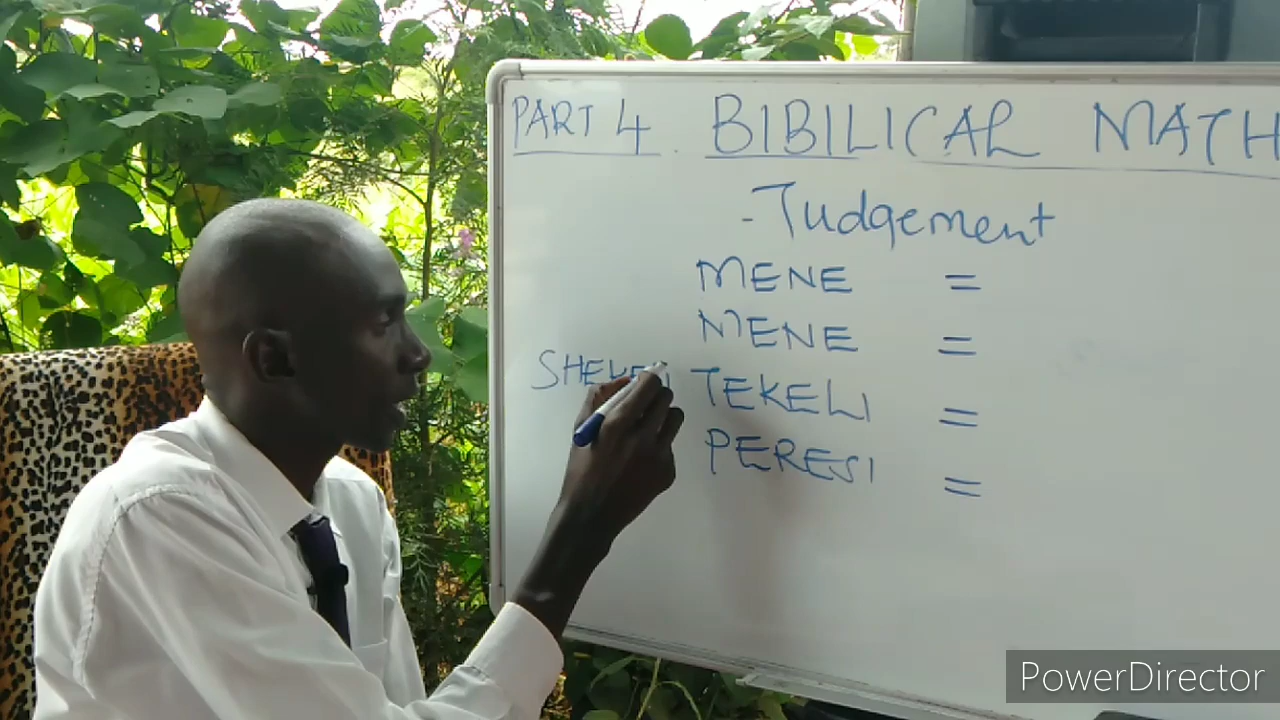 PART 4. BIBILICAL MATH
- Judgement
MENE =
MENE =
TEKELI =
PERESI =
PowerDirector